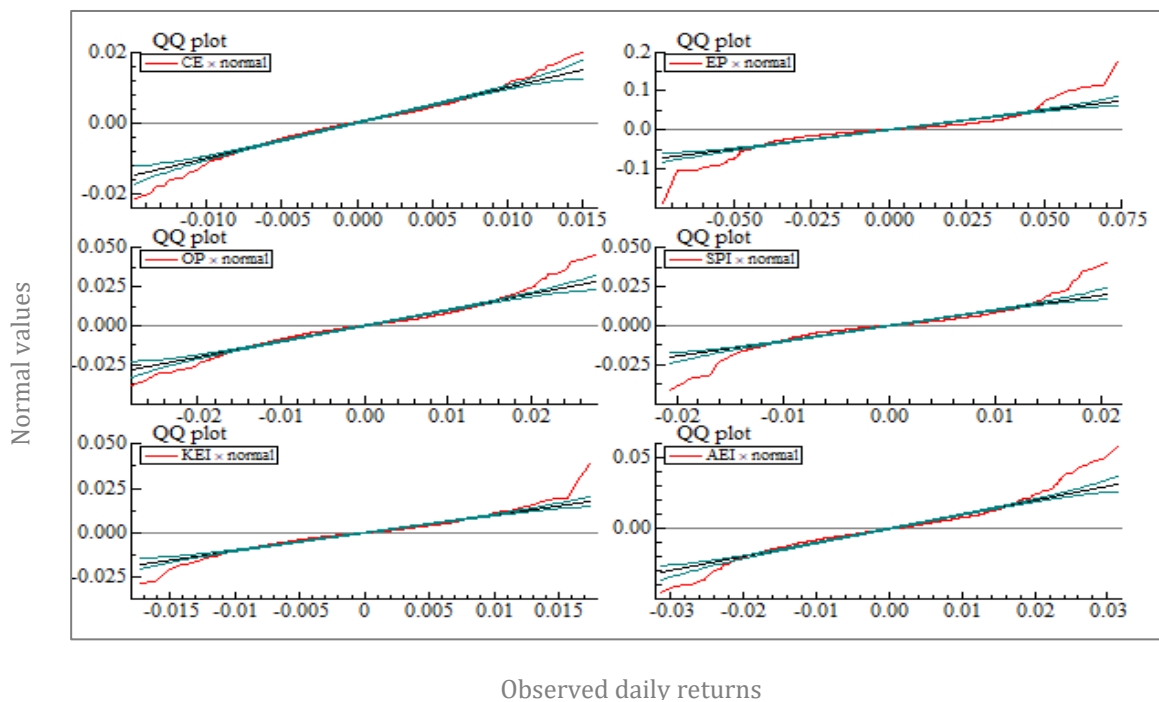 QQ plot
CE × normal
0.02
0.00
-0.02
-0.010 -0.005 0.000 0.005 0.010 0.015
QQ plot
EP × normal
0.2
0.1
0.0
-0.1
-0.050 -0.025 0.000 0.025 0.050 0.075
QQ plot
OP × normal
0.050
0.025
0.000
-0.025
-0.02 -0.01 0.00 0.01 0.02
QQ plot
SPI × normal
0.050
0.025
0.000
-0.025
-0.02 -0.01 0.00 0.01 0.02
QQ plot
KEI × normal
0.050
0.025
0.000
-0.025
-0.015 -0.01 -0.005 0 0.005 0.01 0.015
QQ plot
AEI × normal
0.05
0.00
-0.03 -0.02 -0.01 0.00 0.01 0.02 0.03
Normal values
Observed daily returns